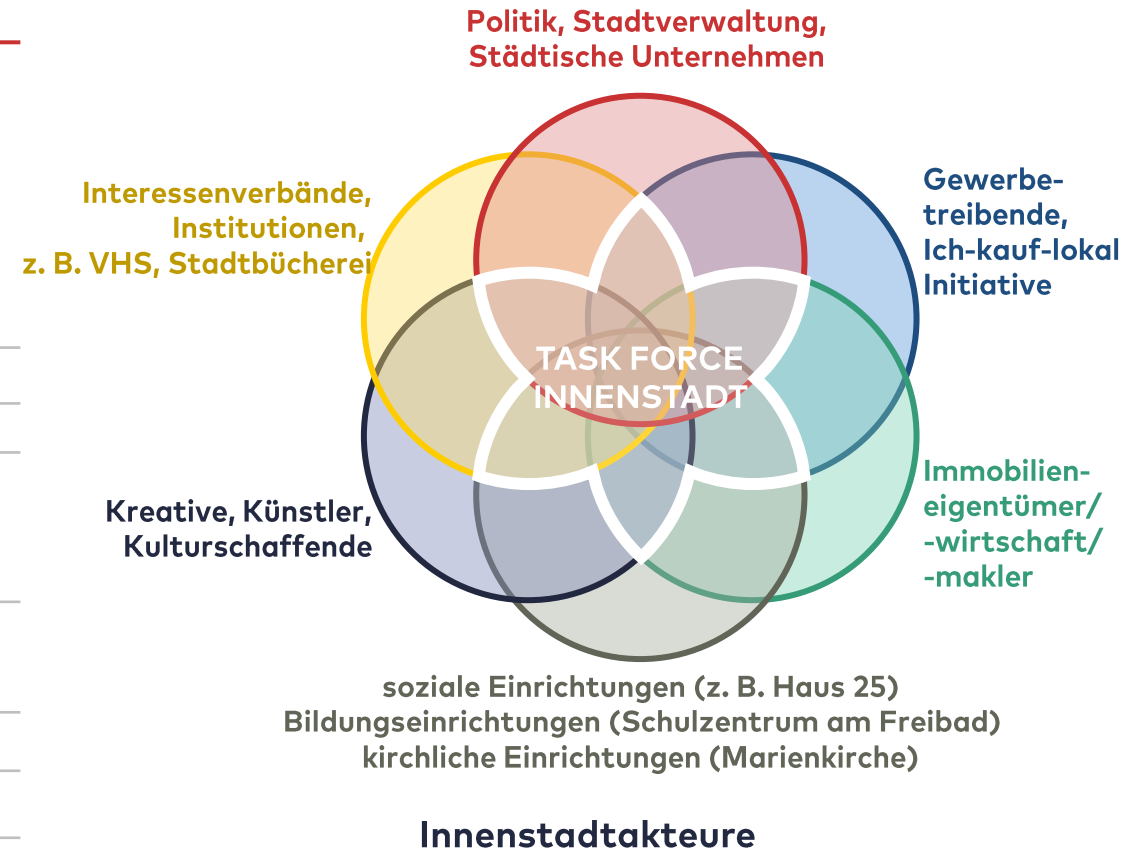 Politik, Stadtverwaltung,
Städtische Unternehmen
Interessenverbände,
Institutionen,
z. B. VHS, Stadtbücherei
Gewerbe-
treibende,
Ich-kauf-lokal
Initiative
TASK FORCE
INNENSTADT
Kreative, Künstler,
Kulturschaffende
Immobilien-
eigentümer/
-wirtschaft/
-makler
soziale Einrichtungen (z. B. Haus 25)
Bildungseinrichtungen (Schulzentrum am Freibad)
kirchliche Einrichtungen (Marienkirche)
Innenstadtakteure